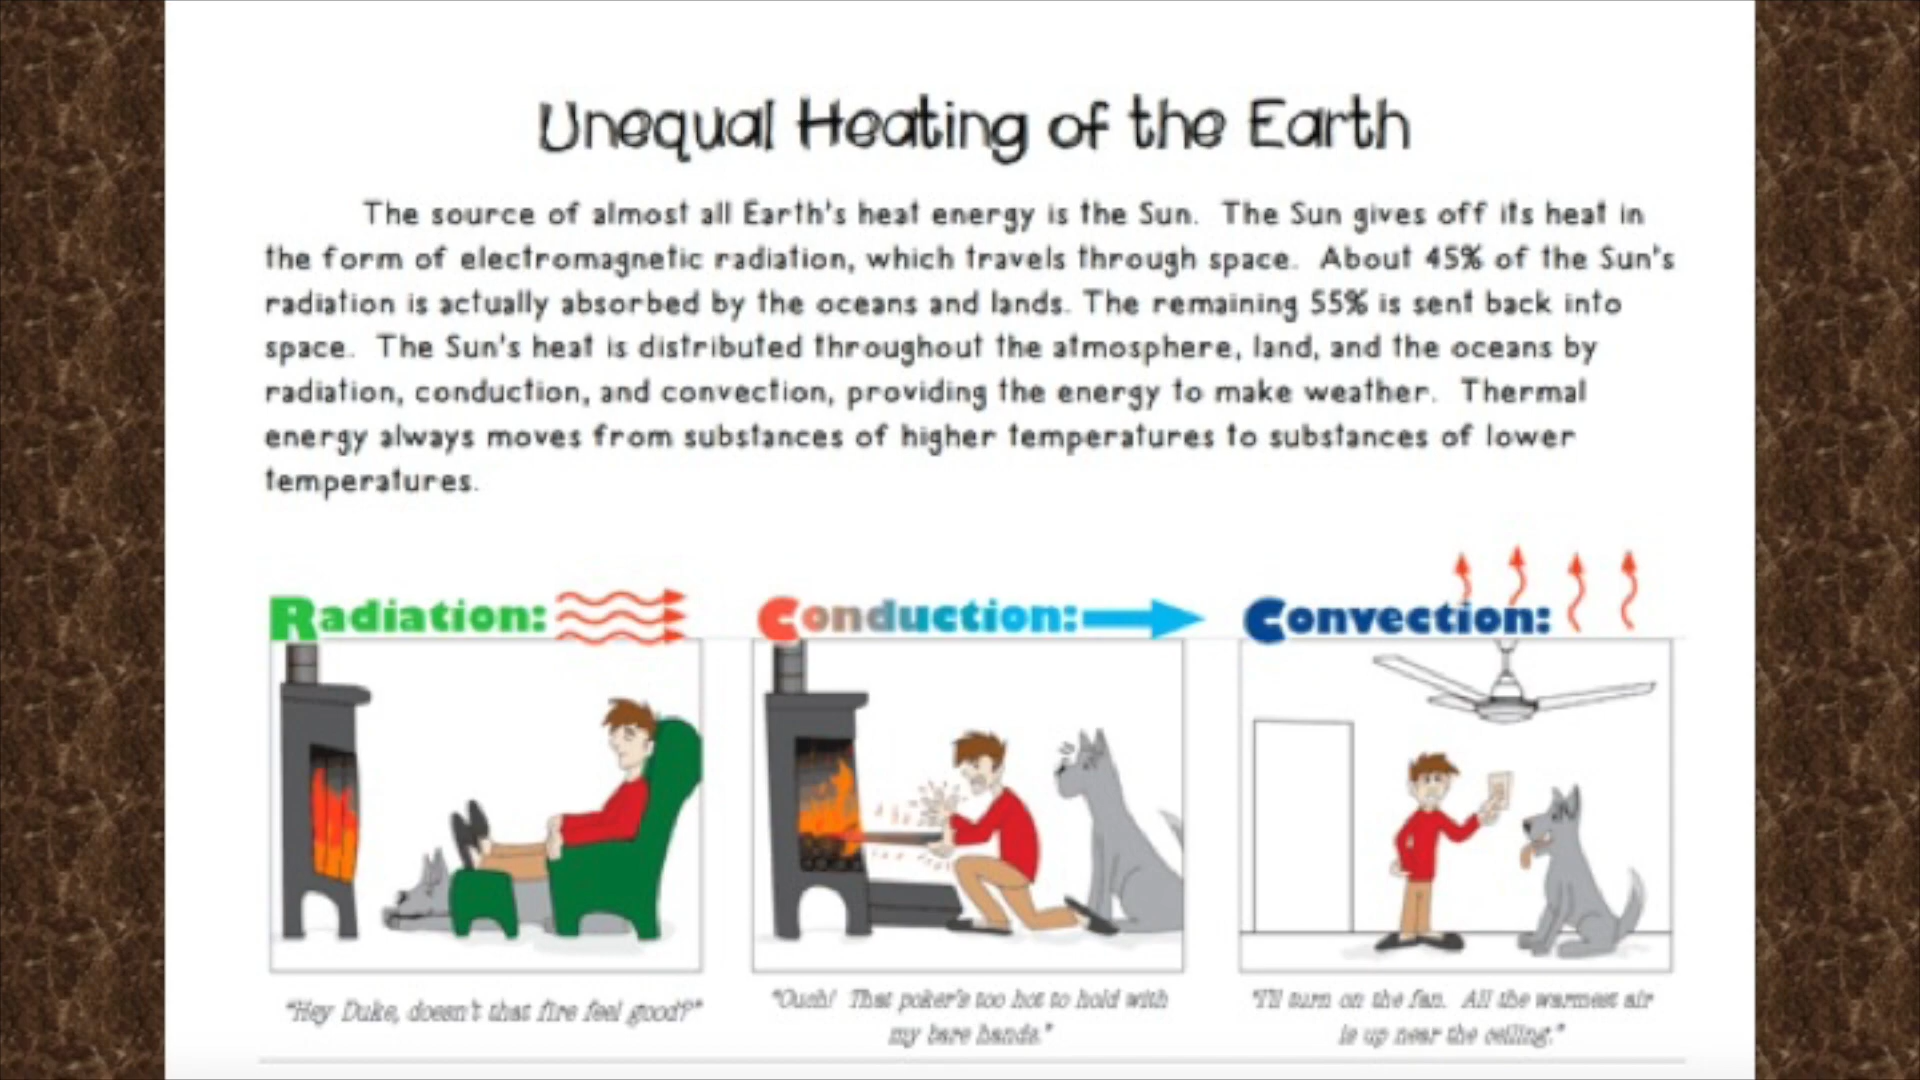 Unequal Heating of the Earth
The source of almost all Earth's heat energy is the Sun. The Sun gives off its heat in
the form of electromagnetic radiation, which travels through space. About 45% of the Sun's
radiation is actually absorbed by the oceans and lands. The remaining 55% is sent back into
space. The Sun's heat is distributed throughout the atmosphere, land, and the oceans by
radiation, conduction, and convection, providing the energy to make weather. Thermal
energy always moves from substances of higher temperatures to substances of lower
temperatures.
Radiation:
Conduction:
Convection:
"Hey Duke, doesn't that fire feel good?"
"Ouch! That poker's too hot to hold with
my bare hands."
"I'll turn on the fan. All the warmest air
is up near the ceiling."